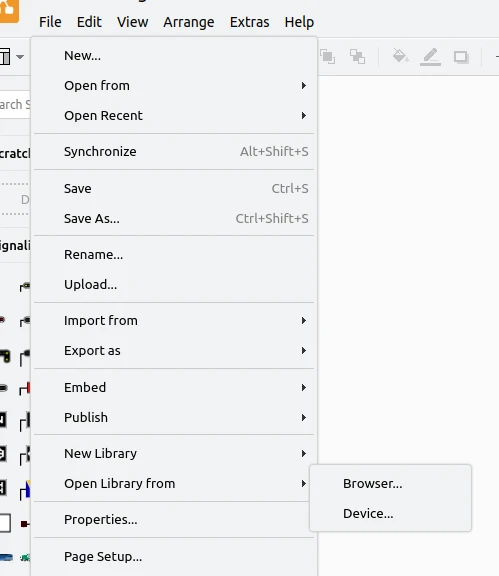 File Edit View Arrange Extras Help
New...
Open from
Open Recent
Synchronize Alt+Shift+S
Save Ctrl+S
Save As... Ctrl+Shift+S
Rename...
Upload...
Import from
Export as
Embed
Publish
New Library
Open Library from
Browser...
Device...
Properties...
Page Setup...
arch S
cratch
D
ignali